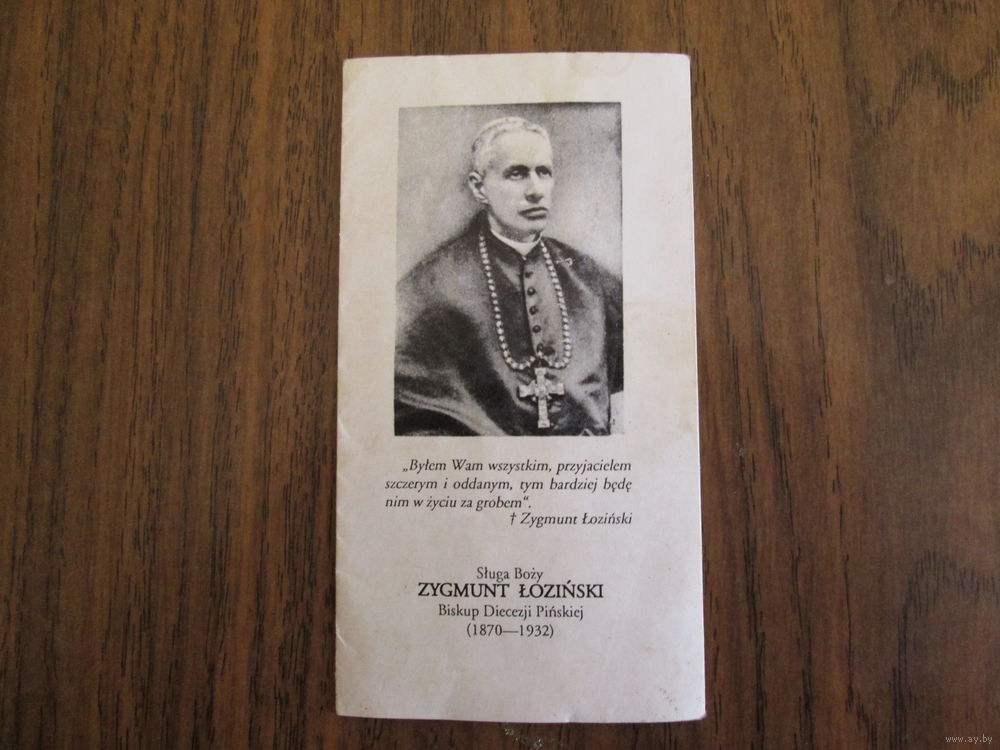 „Byłem Wam wszystkim, przyjacielem
szczerym i oddanym, tym bardziej będę
nim w życiu za grobem“.
† Zygmunt Łoziński
Sługa Boży
ZYGMUNT ŁOZIŃSKI
Biskup Diecezji Pińskiej
(1870—1932)
www.ay.by